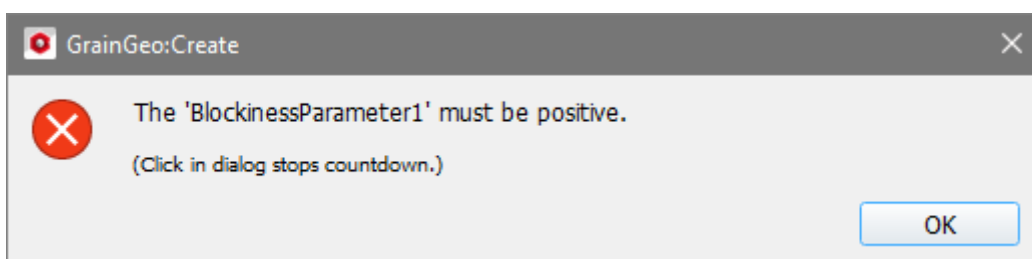 GrainGeo:Create
The 'BlockinessParameter1' must be positive.
(Click in dialog stops countdown.)
OK